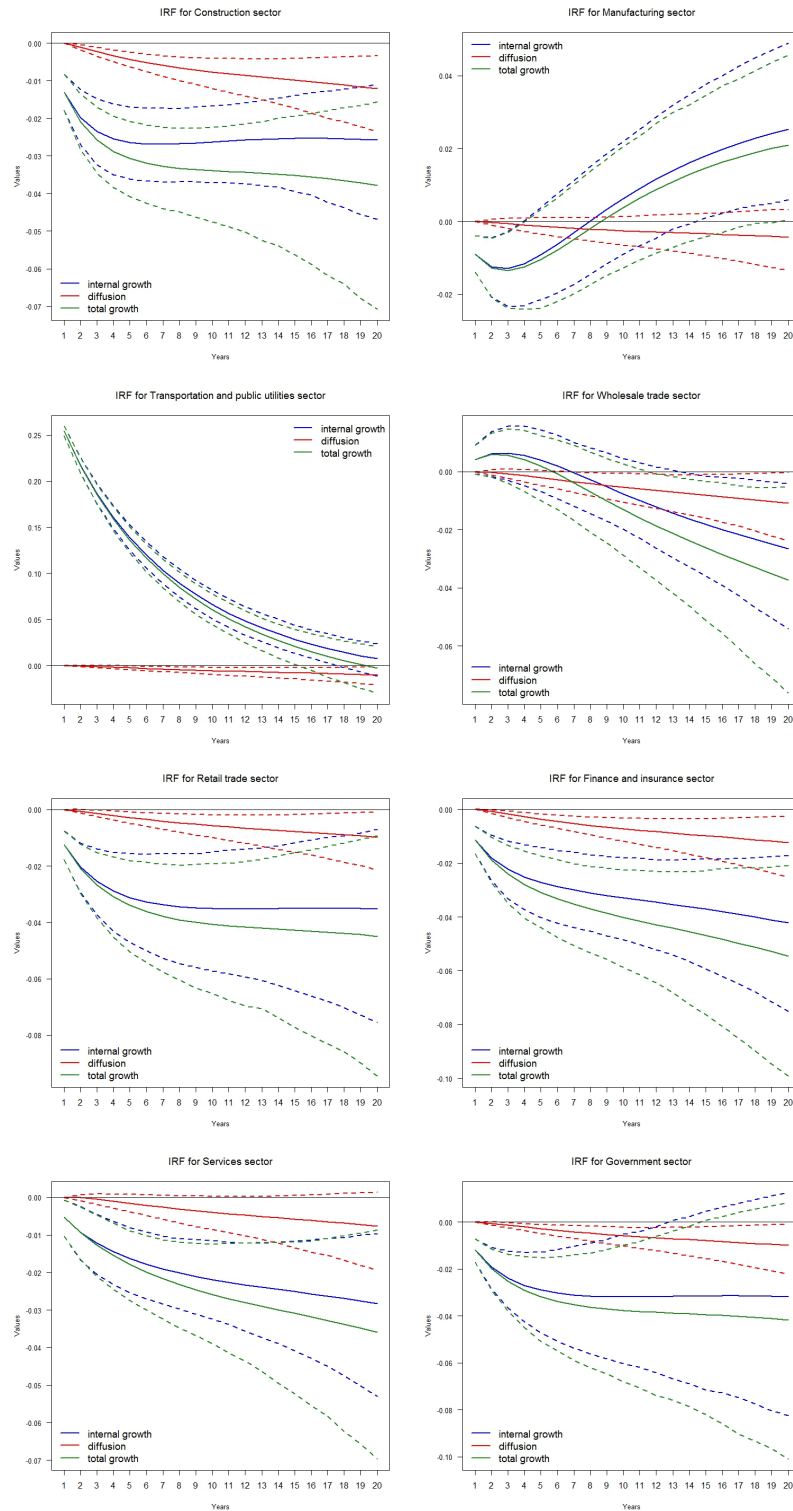 IRF for Construction sector
0.00
-0.01
-0.02
-0.03
-0.04
-0.05
-0.06
-0.07
Values
internal growth
diffusion
total growth
1 2 3 4 5 6 7 8 9 10 11 12 13 14 15 16 17 18 19 20
Years
IRF for Manufacturing sector
internal growth
diffusion
total growth
0.04
0.02
0.00
-0.02
Values
1 2 3 4 5 6 7 8 9 10 11 12 13 14 15 16 17 18 19 20
Years
IRF for Transportation and public utilities sector
internal growth
diffusion
total growth
0.25
0.20
0.15
0.10
0.05
0.00
Values
1 2 3 4 5 6 7 8 9 10 11 12 13 14 15 16 17 18 19 20
Years
IRF for Wholesale trade sector
0.00
-0.02
-0.04
-0.06
Values
internal growth
diffusion
total growth
1 2 3 4 5 6 7 8 9 10 11 12 13 14 15 16 17 18 19 20
Years
IRF for Retail trade sector
0.00
-0.02
-0.04
-0.06
-0.08
Values
internal growth
diffusion
total growth
1 2 3 4 5 6 7 8 9 10 11 12 13 14 15 16 17 18 19 20
Years
IRF for Finance and insurance sector
0.00
-0.02
-0.04
-0.06
-0.08
-0.10
Values
internal growth
diffusion
total growth
1 2 3 4 5 6 7 8 9 10 11 12 13 14 15 16 17 18 19 20
Years
IRF for Services sector
0.00
-0.01
-0.02
-0.03
-0.04
-0.05
-0.06
-0.07
Values
internal growth
diffusion
total growth
1 2 3 4 5 6 7 8 9 10 11 12 13 14 15 16 17 18 19 20
Years
IRF for Government sector
0.00
-0.02
-0.04
-0.06
-0.08
-0.10
Values
internal growth
diffusion
total growth
1 2 3 4 5 6 7 8 9 10 11 12 13 14 15 16 17 18 19 20
Years